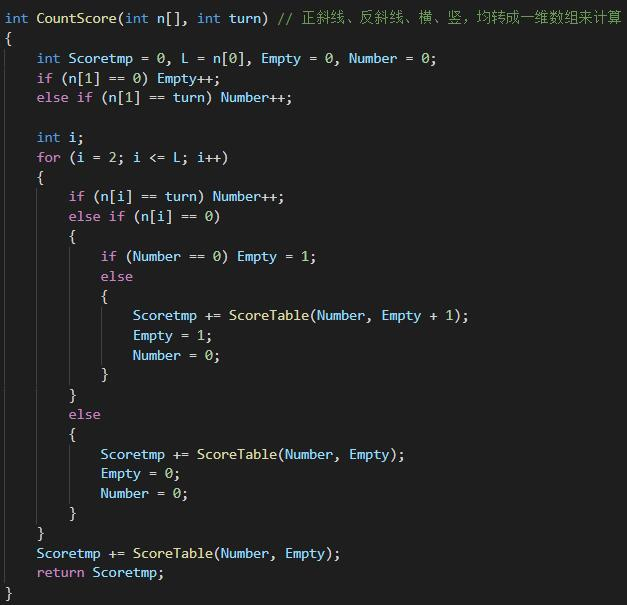 int CountScore(int n[], int turn) // 正斜线、反斜线、横、竖，均转成一维数组来计算
{
    int Scoretmp = 0, L = n[0], Empty = 0, Number = 0;
    if (n[1] == 0) Empty++;
    else if (n[1] == turn) Number++;

    int i;
    for (i = 2; i <= L; i++)
    {
        if (n[i] == turn) Number++;
        else if (n[i] == 0)
        {
            if (Number == 0) Empty = 1;
            else
            {
                Scoretmp += ScoreTable(Number, Empty + 1);
                Empty = 1;
                Number = 0;
            }
        }
        else
        {
            Scoretmp += ScoreTable(Number, Empty);
            Empty = 0;
            Number = 0;
        }
    }
    Scoretmp += ScoreTable(Number, Empty);
    return Scoretmp;
}